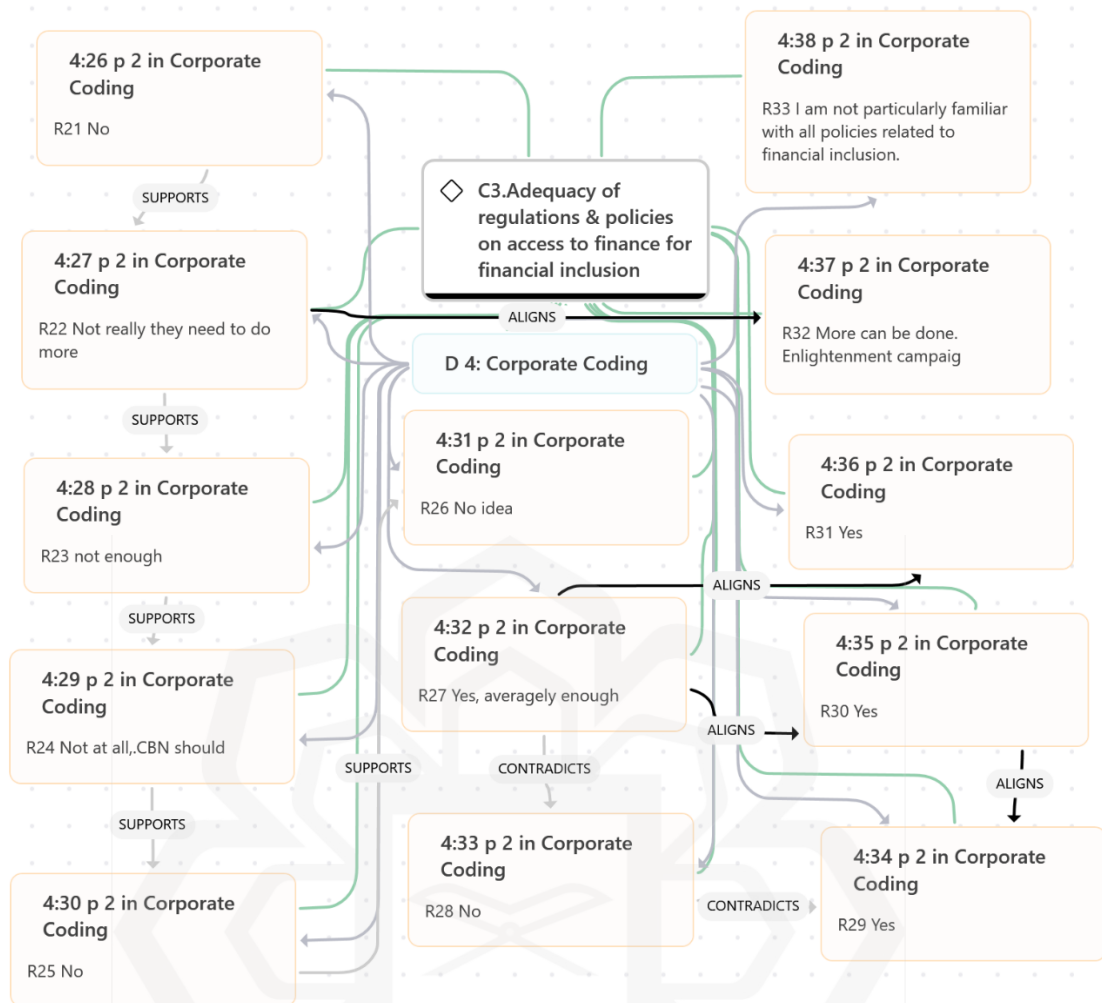 4:26 p 2 in Corporate
Coding
R21 No
SUPPORTS
4:27 p 2 in Corporate
Coding
R22 Not really they need to do
more
SUPPORTS
4:28 p 2 in Corporate
Coding
R23 not enough
SUPPORTS
4:29 p 2 in Corporate
Coding
R24 Not at all,.CBN should
SUPPORTS
4:30 p 2 in Corporate
Coding
R25 No
C3.Adequacy of
regulations & policies
on access to finance for
financial inclusion
ALIGNS
D 4: Corporate Coding
4:31 p 2 in Corporate
Coding
R26 No idea
4:32 p 2 in Corporate
Coding
R27 Yes, averagely enough
SUPPORTS
CONTRADICTS
4:33 p 2 in Corporate
Coding
R28 No
4:38 p 2 in Corporate
Coding
R33 I am not particularly familiar
with all policies related to
financial inclusion.
4:37 p 2 in Corporate
Coding
R32 More can be done.
Enlightenment campaig
4:36 p 2 in Corporate
Coding
R31 Yes
ALIGNS
4:35 p 2 in Corporate
Coding
R30 Yes
ALIGNS
ALIGNS
4:34 p 2 in Corporate
Coding
R29 Yes
CONTRADICTS